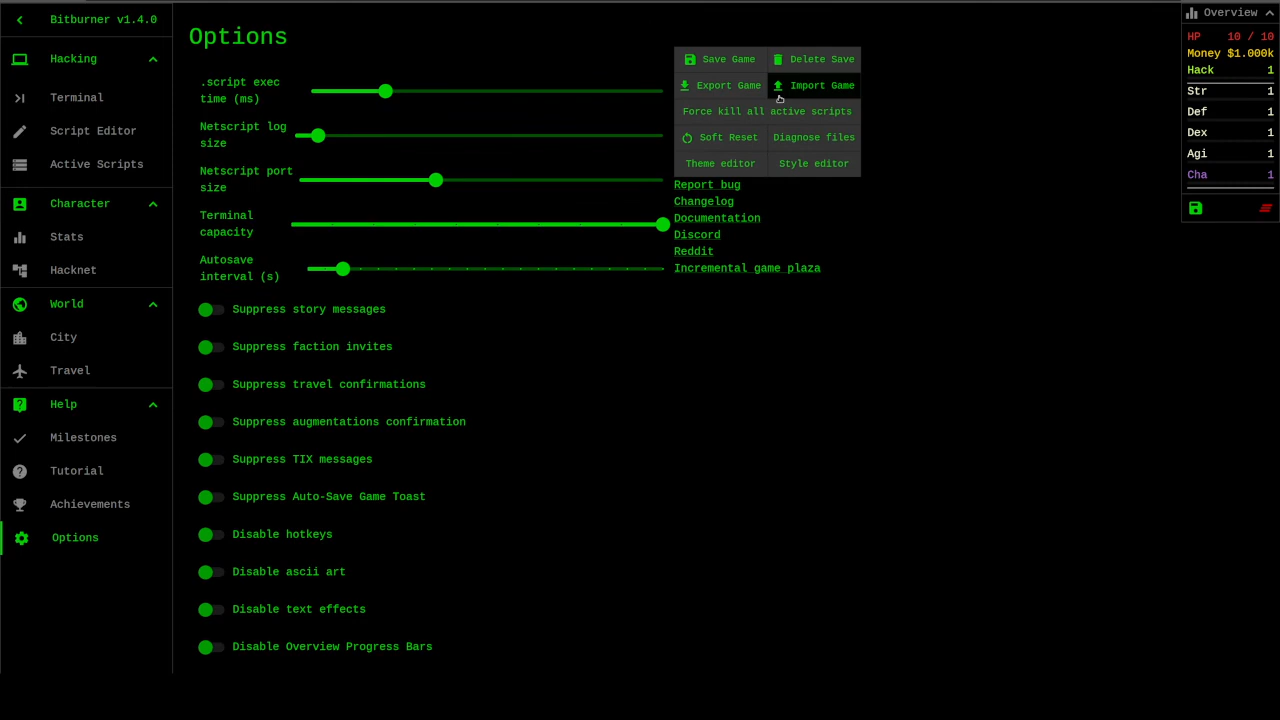 Bitburner v1.4.0
Hacking
Terminal
Script Editor
Active Scripts
Character
Stats
Hacknet
World
City
Travel
Help
Milestones
Tutorial
Achievements
Options
Options
.script exec
time (ms)
Netscript log
size
Netscript port
size
Terminal
capacity
Autosave
interval (s)
Suppress story messages
Suppress faction invites
Suppress travel confirmations
Suppress augmentations confirmation
Suppress TIX messages
Suppress Auto-Save Game Toast
Disable hotkeys
Disable ascii art
Disable text effects
Disable Overview Progress Bars
Save Game Delete Save
Export Game Import Game
Force kill all active scripts
Soft Reset Diagnose files
Theme editor Style editor
Report bug
Changelog
Documentation
Discord
Reddit
Incremental game plaza
Overview
HP 10 / 10
Money $1.000k
Hack 1
Str 1
Def 1
Dex 1
Agi 1
Cha 1